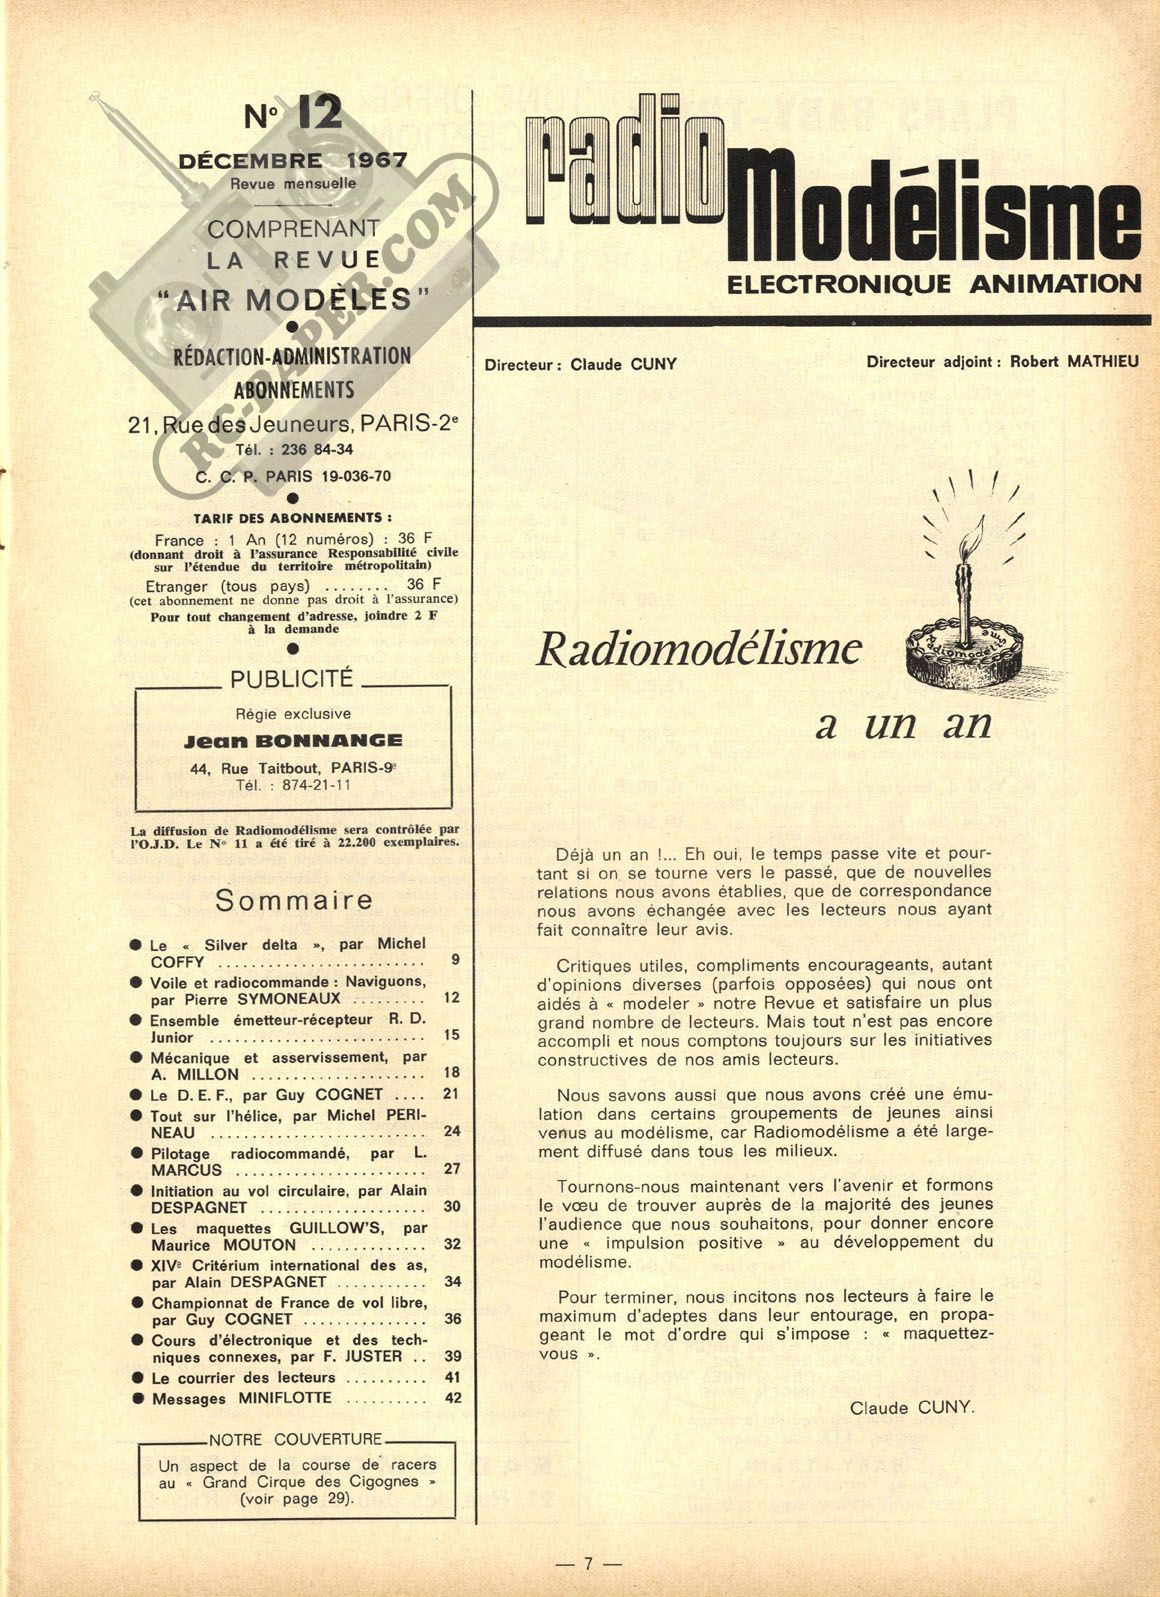 N° 12
DÉCEMBRE 1967
Revue mensuelle
COMPRENANT
LA REVUE
“AIR MODÈLES”
RÉDACTION-ADMINISTRATION
ABONNEMENTS
21, Rue des Jeuneurs, PARIS-2e
Tél. : 236 84-34
C. C. P. PARIS 19-036-70
TARIF DES ABONNEMENTS :
France : 1 An (12 numéros) : 36 F
(donnant droit à l'assurance Responsabilité civile
sur l'étendue du territoire métropolitain)
Etranger (tous pays) ........ 36 F
(cet abonnement ne donne pas droit à l'assurance)
Pour tout changement d'adresse, joindre 2 F
à la demande
PUBLICITÉ
Régie exclusive
Jean BONNANGE
44, Rue Taitbout, PARIS-9e
Tél. : 874-21-11
La diffusion de Radiomodélisme sera contrôlée par
l'O.J.D. Le N° 11 a été tiré à 22.200 exemplaires.
Sommaire
● Le « Silver delta », par Michel
COFFY ........................ 9
● Voile et radiocommande : Naviguons,
par Pierre SYMONEAUX ......... 12
● Ensemble émetteur-récepteur R. D.
Junior ......................... 15
● Mécanique et asservissement, par
A. MILLON ..................... 18
● Le D. E. F., par Guy COGNET .... 21
● Tout sur l'hélice, par Michel PERI-
NEAU ......................... 24
● Pilotage radiocommandé, par L.
MARCUS ...................... 27
● Initiation au vol circulaire, par Alain
DESPAGNET .................... 30
● Les maquettes GUILLOW'S, par
Maurice MOUTON .............. 32
● XIVe Critérium international des as,
par Alain DESPAGNET ........... 34
● Championnat de France de vol libre,
par Guy COGNET ............... 36
● Cours d'électronique et des tech-
niques connexes, par F. JUSTER .. 39
● Le courrier des lecteurs .......... 41
● Messages MINIFLOTTE .......... 42
NOTRE COUVERTURE
Un aspect de la course de racers
au « Grand Cirque des Cigognes »
(voir page 29).
radio
Modélisme
ELECTRONIQUE ANIMATION
Directeur : Claude CUNY
Directeur adjoint : Robert MATHIEU
Radiomodélisme
Radiomodélisme
a un an
Déjà un an !... Eh oui, le temps passe vite et pour-
tant si on se tourne vers le passé, que de nouvelles
relations nous avons établies, que de correspondance
nous avons échangée avec les lecteurs nous ayant
fait connaître leur avis.
Critiques utiles, compliments encourageants, autant
d'opinions diverses (parfois opposées) qui nous ont
aidés à « modeler » notre Revue et satisfaire un plus
grand nombre de lecteurs. Mais tout n'est pas encore
accompli et nous comptons toujours sur les initiatives
constructives de nos amis lecteurs.
Nous savons aussi que nous avons créé une ému-
lation dans certains groupements de jeunes ainsi
venus au modélisme, car Radiomodélisme a été large-
ment diffusé dans tous les milieux.
Tournons-nous maintenant vers l'avenir et formons
le vœu de trouver auprès de la majorité des jeunes
l'audience que nous souhaitons, pour donner encore
une « impulsion positive » au développement du
modélisme.
Pour terminer, nous incitons nos lecteurs à faire le
maximum d'adeptes dans leur entourage, en propa-
geant le mot d'ordre qui s'impose : « maquettez-
vous ».
Claude CUNY.
— 7 —
RC-PAPER.COM